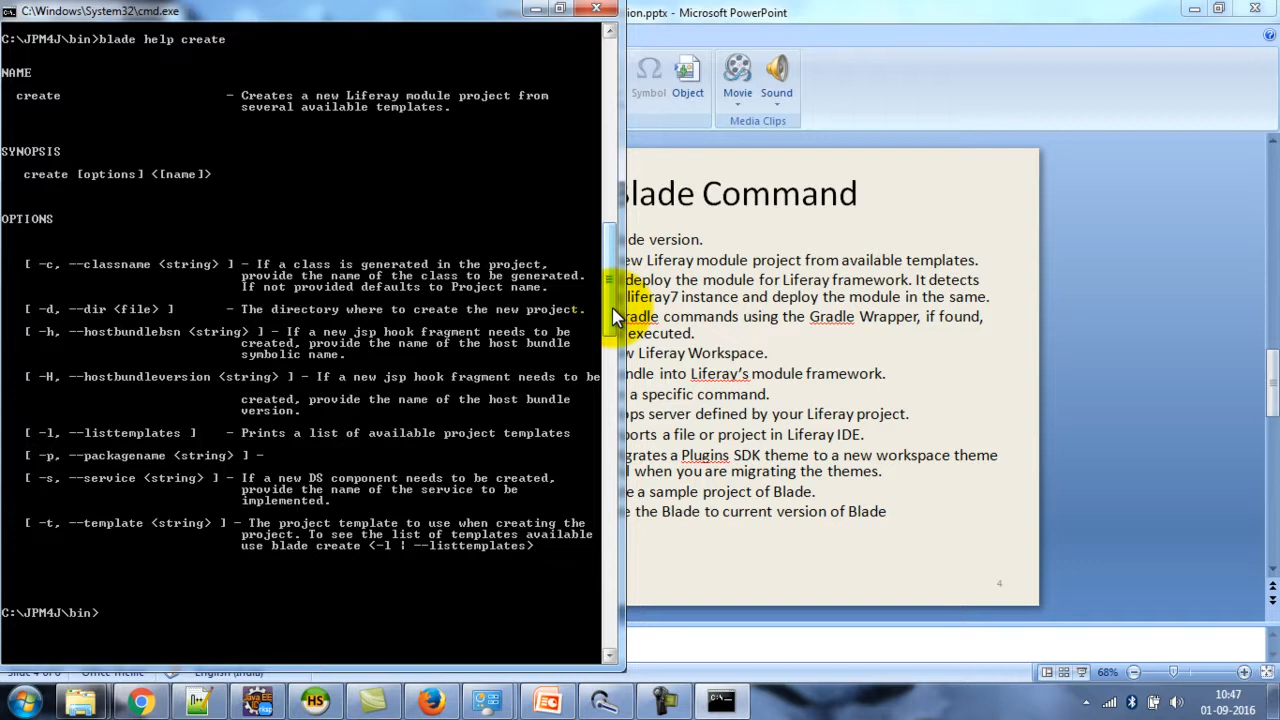 C:\Windows\System32\cmd.exe
ion.pptx - Microsoft PowerPoint
C:\JPM4J\bin>blade help create
NAME
create - Creates a new Liferay module project from
several available templates.
SYNOPSIS
create [options] <[name]>
OPTIONS
[ -c, --classname <string> ] - If a class is generated in the project,
provide the name of the class to be generated.
If not provided defaults to Project name.
[ -d, --dir <file> ] - The directory where to create the new project.
[ -h, --hostbundlebsn <string> ] - If a new jsp hook fragment needs to be
created, provide the name of the host bundle
symbolic name.
[ -H, --hostbundleversion <string> ] - If a new jsp hook fragment needs to be
created, provide the name of the host bundle
version.
[ -l, --listtemplates ] - Prints a list of available project templates
[ -p, --packagename <string> ] -
[ -s, --service <string> ] - If a new DS component needs to be created,
provide the name of the service to be
implemented.
[ -t, --template <string> ] - The project template to use when creating the
project. To see the list of templates available
use blade create <-l | --listtemplates>
C:\JPM4J\bin>
Symbol Object Movie Sound
Media Clips
lade Command
de version.
ew Liferay module project from available templates.
deploy the module for Liferay framework. It detects
liferay7 instance and deploy the module in the same.
radle commands using the Gradle Wrapper, if found,
executed.
w Liferay Workspace.
ndle into Liferay's module framework.
a specific command.
ops server defined by your Liferay project.
ports a file or project in Liferay IDE.
grates a Plugins SDK theme to a new workspace theme
l when you are migrating the themes.
e a sample project of Blade.
e the Blade to current version of Blade
4
68%
10:47
01-09-2016